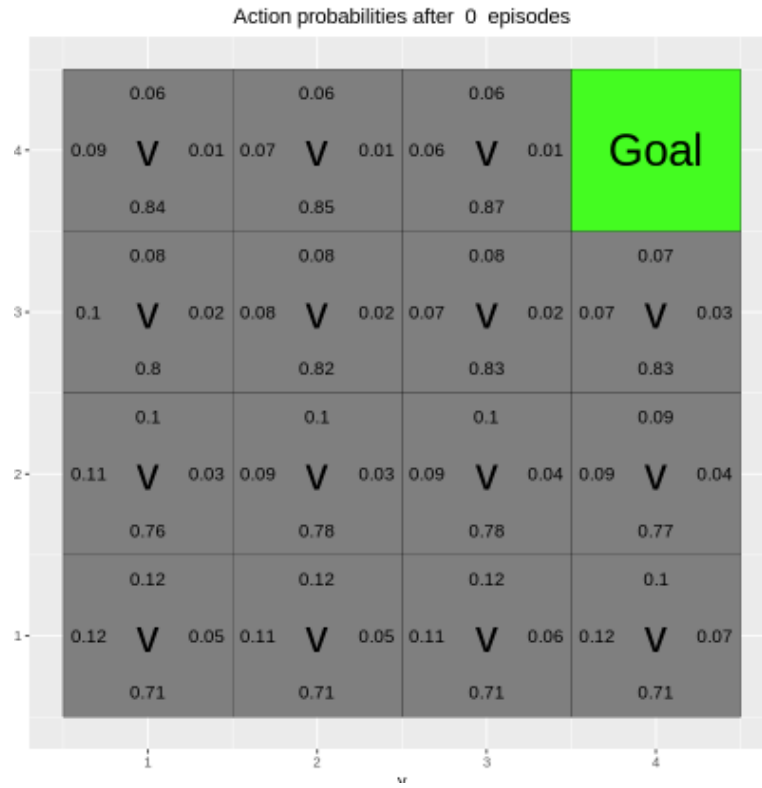 Action probabilities after 0 episodes
0.06 0.06 0.06
4 0.09 V 0.01 0.07 V 0.01 0.06 V 0.01 Goal
0.84 0.85 0.87
0.08 0.08 0.08 0.07
3 0.1 V 0.02 0.08 V 0.02 0.07 V 0.02 0.07 V 0.03
0.8 0.82 0.83 0.83
0.1 0.1 0.1 0.09
2 0.11 V 0.03 0.09 V 0.03 0.09 V 0.04 0.09 V 0.04
0.76 0.78 0.78 0.77
0.12 0.12 0.12 0.1
1 0.12 V 0.05 0.11 V 0.05 0.11 V 0.06 0.12 V 0.07
0.71 0.71 0.71 0.71
1 2 3 4